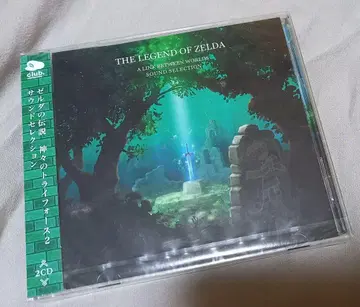 club
ゼルダの伝説 神々のトライフォース2
サウンドセレクション
2CD
THE LEGEND OF ZELDA
A LINK BETWEEN WORLDS
SOUND SELECTION